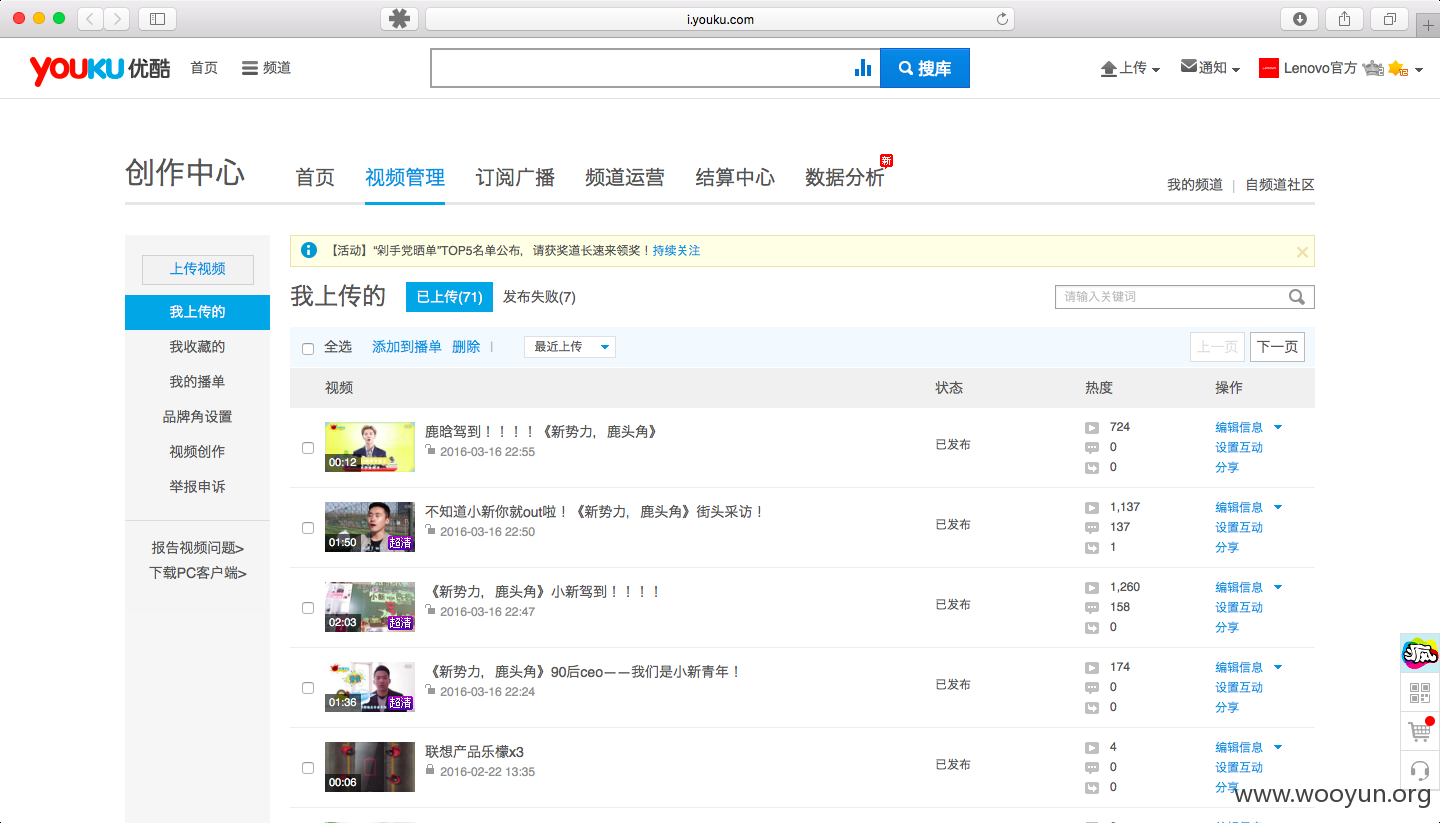 i.youku.com
YOUKU 优酷 首页 频道 搜库 上传 通知 Lenovo官方
创作中心 首页 视频管理 订阅广播 频道运营 结算中心 数据分析 新 我的频道 | 自频道社区
上传视频
我上传的
我收藏的
我的播单
品牌角设置
视频创作
举报申诉
报告视频问题>
下载PC客户端>
【活动】“剁手党晒单”TOP5名单公布，请获奖道长速来领奖！持续关注
我上传的 已上传(71) 发布失败(7) 请输入关键词
全选 添加到播单 删除 | 最近上传 上一页 下一页
视频 状态 热度 操作
鹿晗驾到！！！！《新势力，鹿头角》
2016-03-16 22:55
00:12
已发布
724
0
0
编辑信息
设置互动
分享
不知道小新你就out啦！《新势力，鹿头角》街头采访！
2016-03-16 22:50
01:50 超清
已发布
1,137
137
1
编辑信息
设置互动
分享
《新势力，鹿头角》小新驾到！！！！
2016-03-16 22:47
02:03 超清
已发布
1,260
158
0
编辑信息
设置互动
分享
《新势力，鹿头角》90后ceo——我们是小新青年！
2016-03-16 22:24
01:36 超清
已发布
174
0
0
编辑信息
设置互动
分享
联想产品乐檬x3
2016-02-22 13:35
00:06
已发布
4
0
0
编辑信息
设置互动
分享
www.wooyun.org